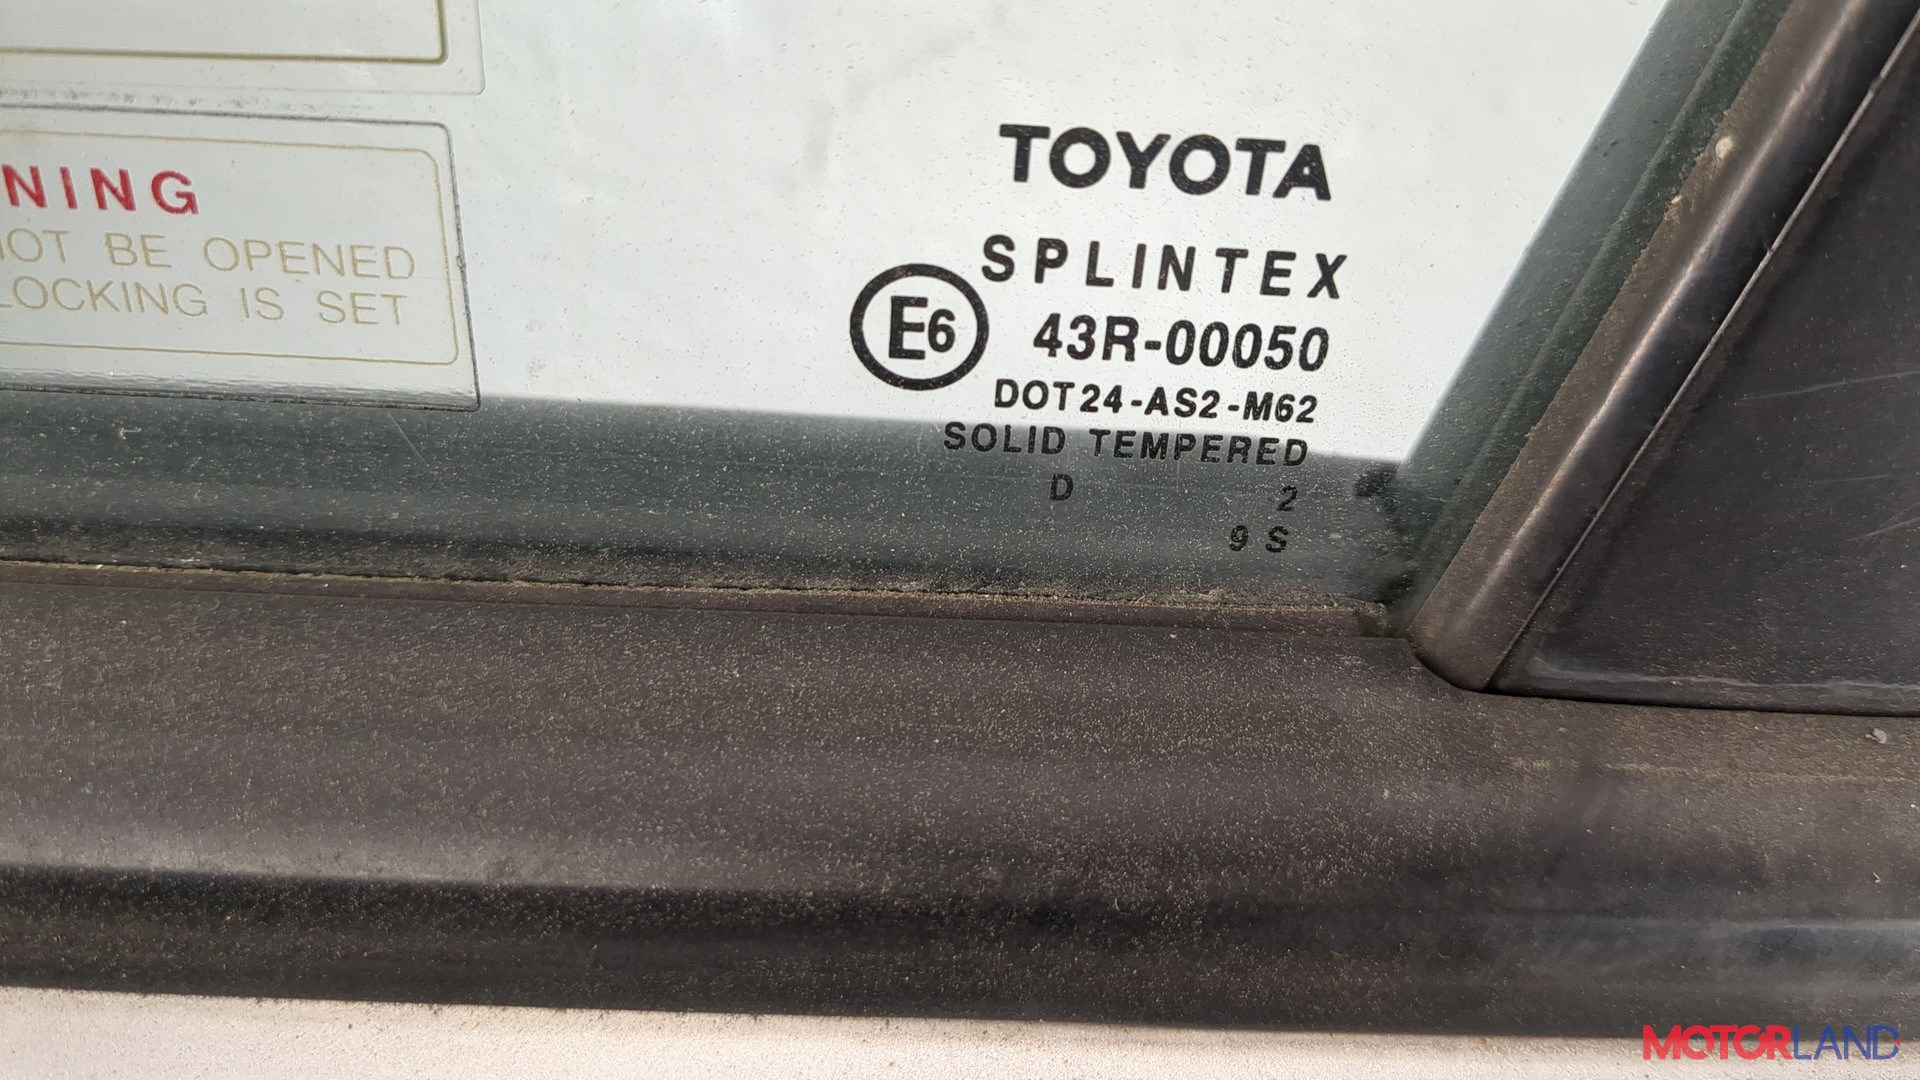 NING
OT BE OPENED
LOCKING IS SET
TOYOTA
SPLINTEX
E6 43R-00050
DOT24-AS2-M62
SOLID TEMPERED
D 2
9 S
MOTORLAND